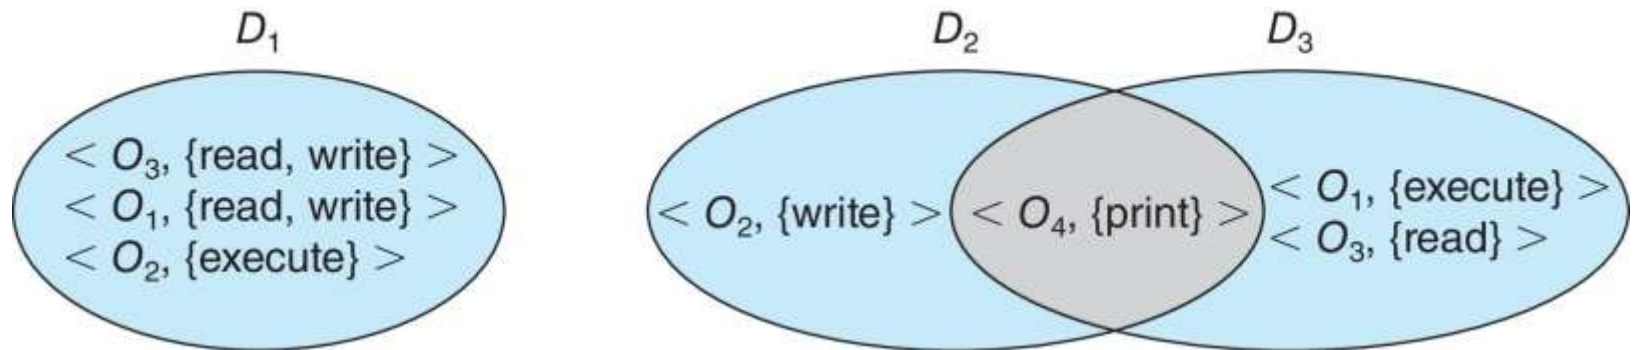 D₁
D₂
D₃
< O₃, {read, write} >
< O₁, {read, write} >
< O₂, {execute} >
< O₂, {write} >
< O₄, {print} >
< O₁, {execute} >
< O₃, {read} >